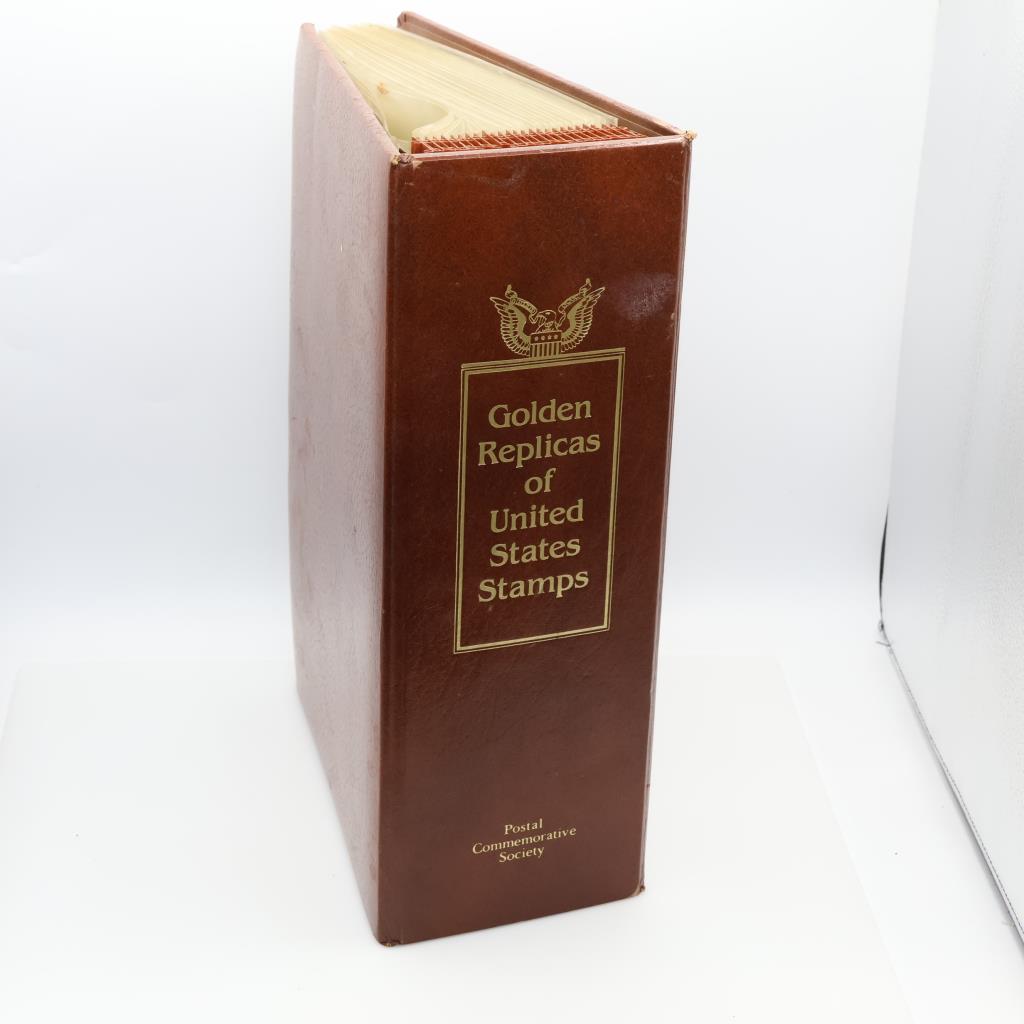 Golden
Replicas
of
United
States
Stamps
Postal
Commemorative
Society